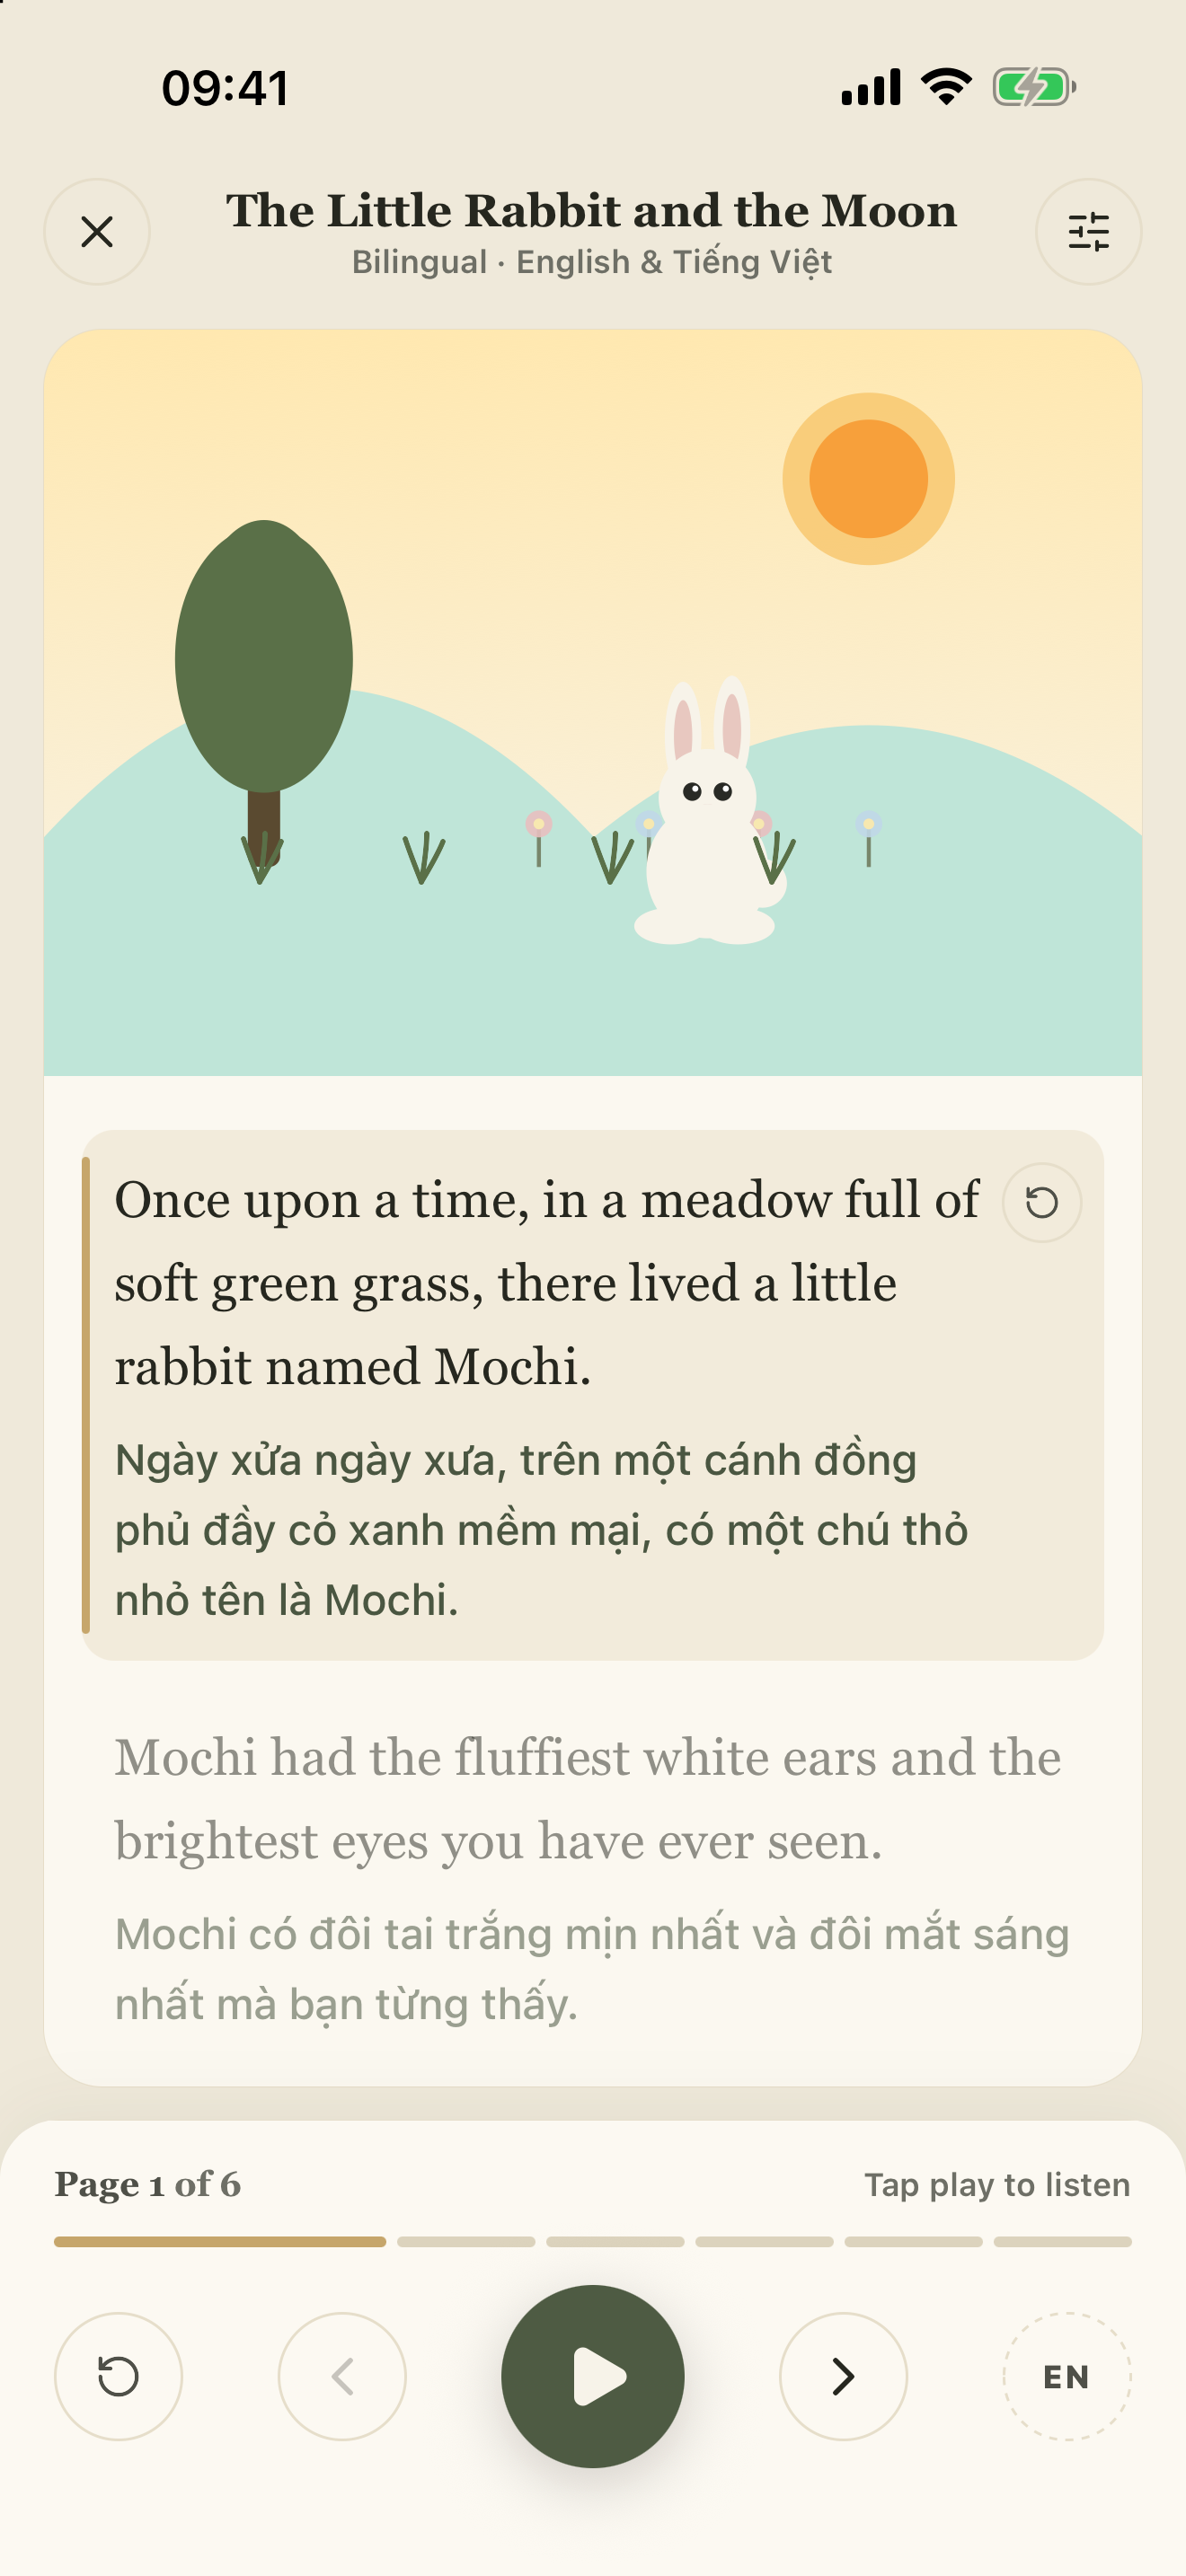 09:41
The Little Rabbit and the Moon
Bilingual · English & Tiếng Việt
Once upon a time, in a meadow full of
soft green grass, there lived a little
rabbit named Mochi.
Ngày xửa ngày xưa, trên một cánh đồng
phủ đầy cỏ xanh mềm mại, có một chú thỏ
nhỏ tên là Mochi.
Mochi had the fluffiest white ears and the
brightest eyes you have ever seen.
Mochi có đôi tai trắng mịn nhất và đôi mắt sáng
nhất mà bạn từng thấy.
Page 1 of 6
Tap play to listen
EN